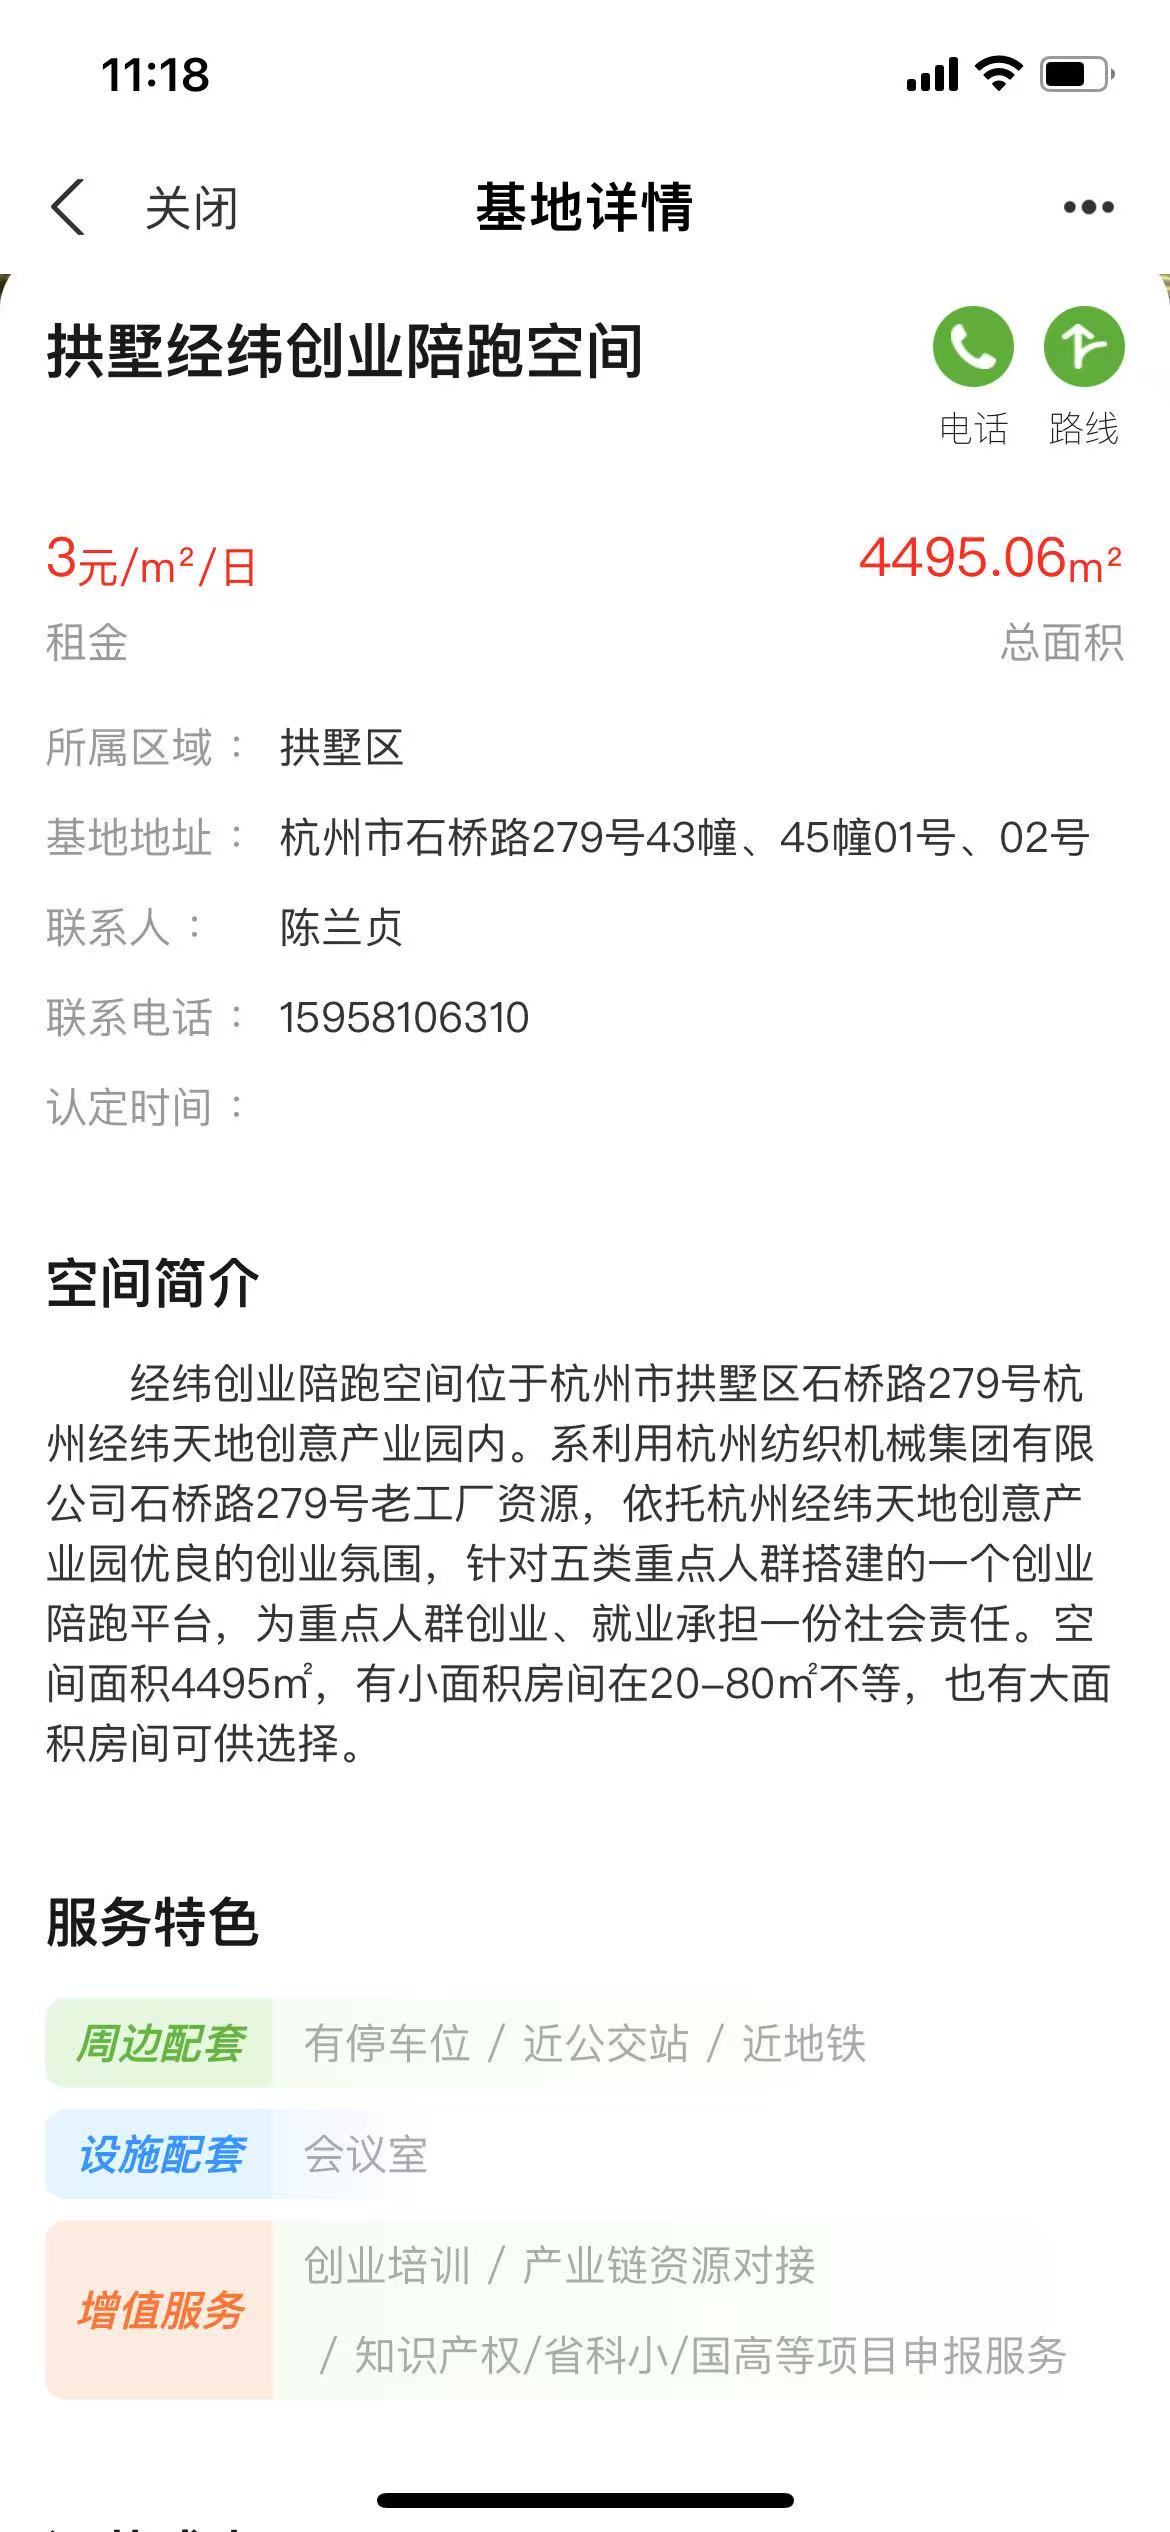 11:18
关闭
基地详情
拱墅经纬创业陪跑空间
电话 路线
3元/m²/日
4495.06m²
租金
总面积
所属区域： 拱墅区
基地地址： 杭州市石桥路279号43幢、45幢01号、02号
联系人： 陈兰贞
联系电话： 15958106310
认定时间：
空间简介
经纬创业陪跑空间位于杭州市拱墅区石桥路279号杭
州经纬天地创意产业园内。系利用杭州纺织机械集团有限
公司石桥路279号老工厂资源，依托杭州经纬天地创意产
业园优良的创业氛围，针对五类重点人群搭建的一个创业
陪跑平台，为重点人群创业、就业承担一份社会责任。空
间面积4495㎡，有小面积房间在20-80㎡不等，也有大面
积房间可供选择。
服务特色
周边配套 有停车位 / 近公交站 / 近地铁
设施配套 会议室
增值服务 创业培训 / 产业链资源对接
/ 知识产权/省科小/国高等项目申报服务